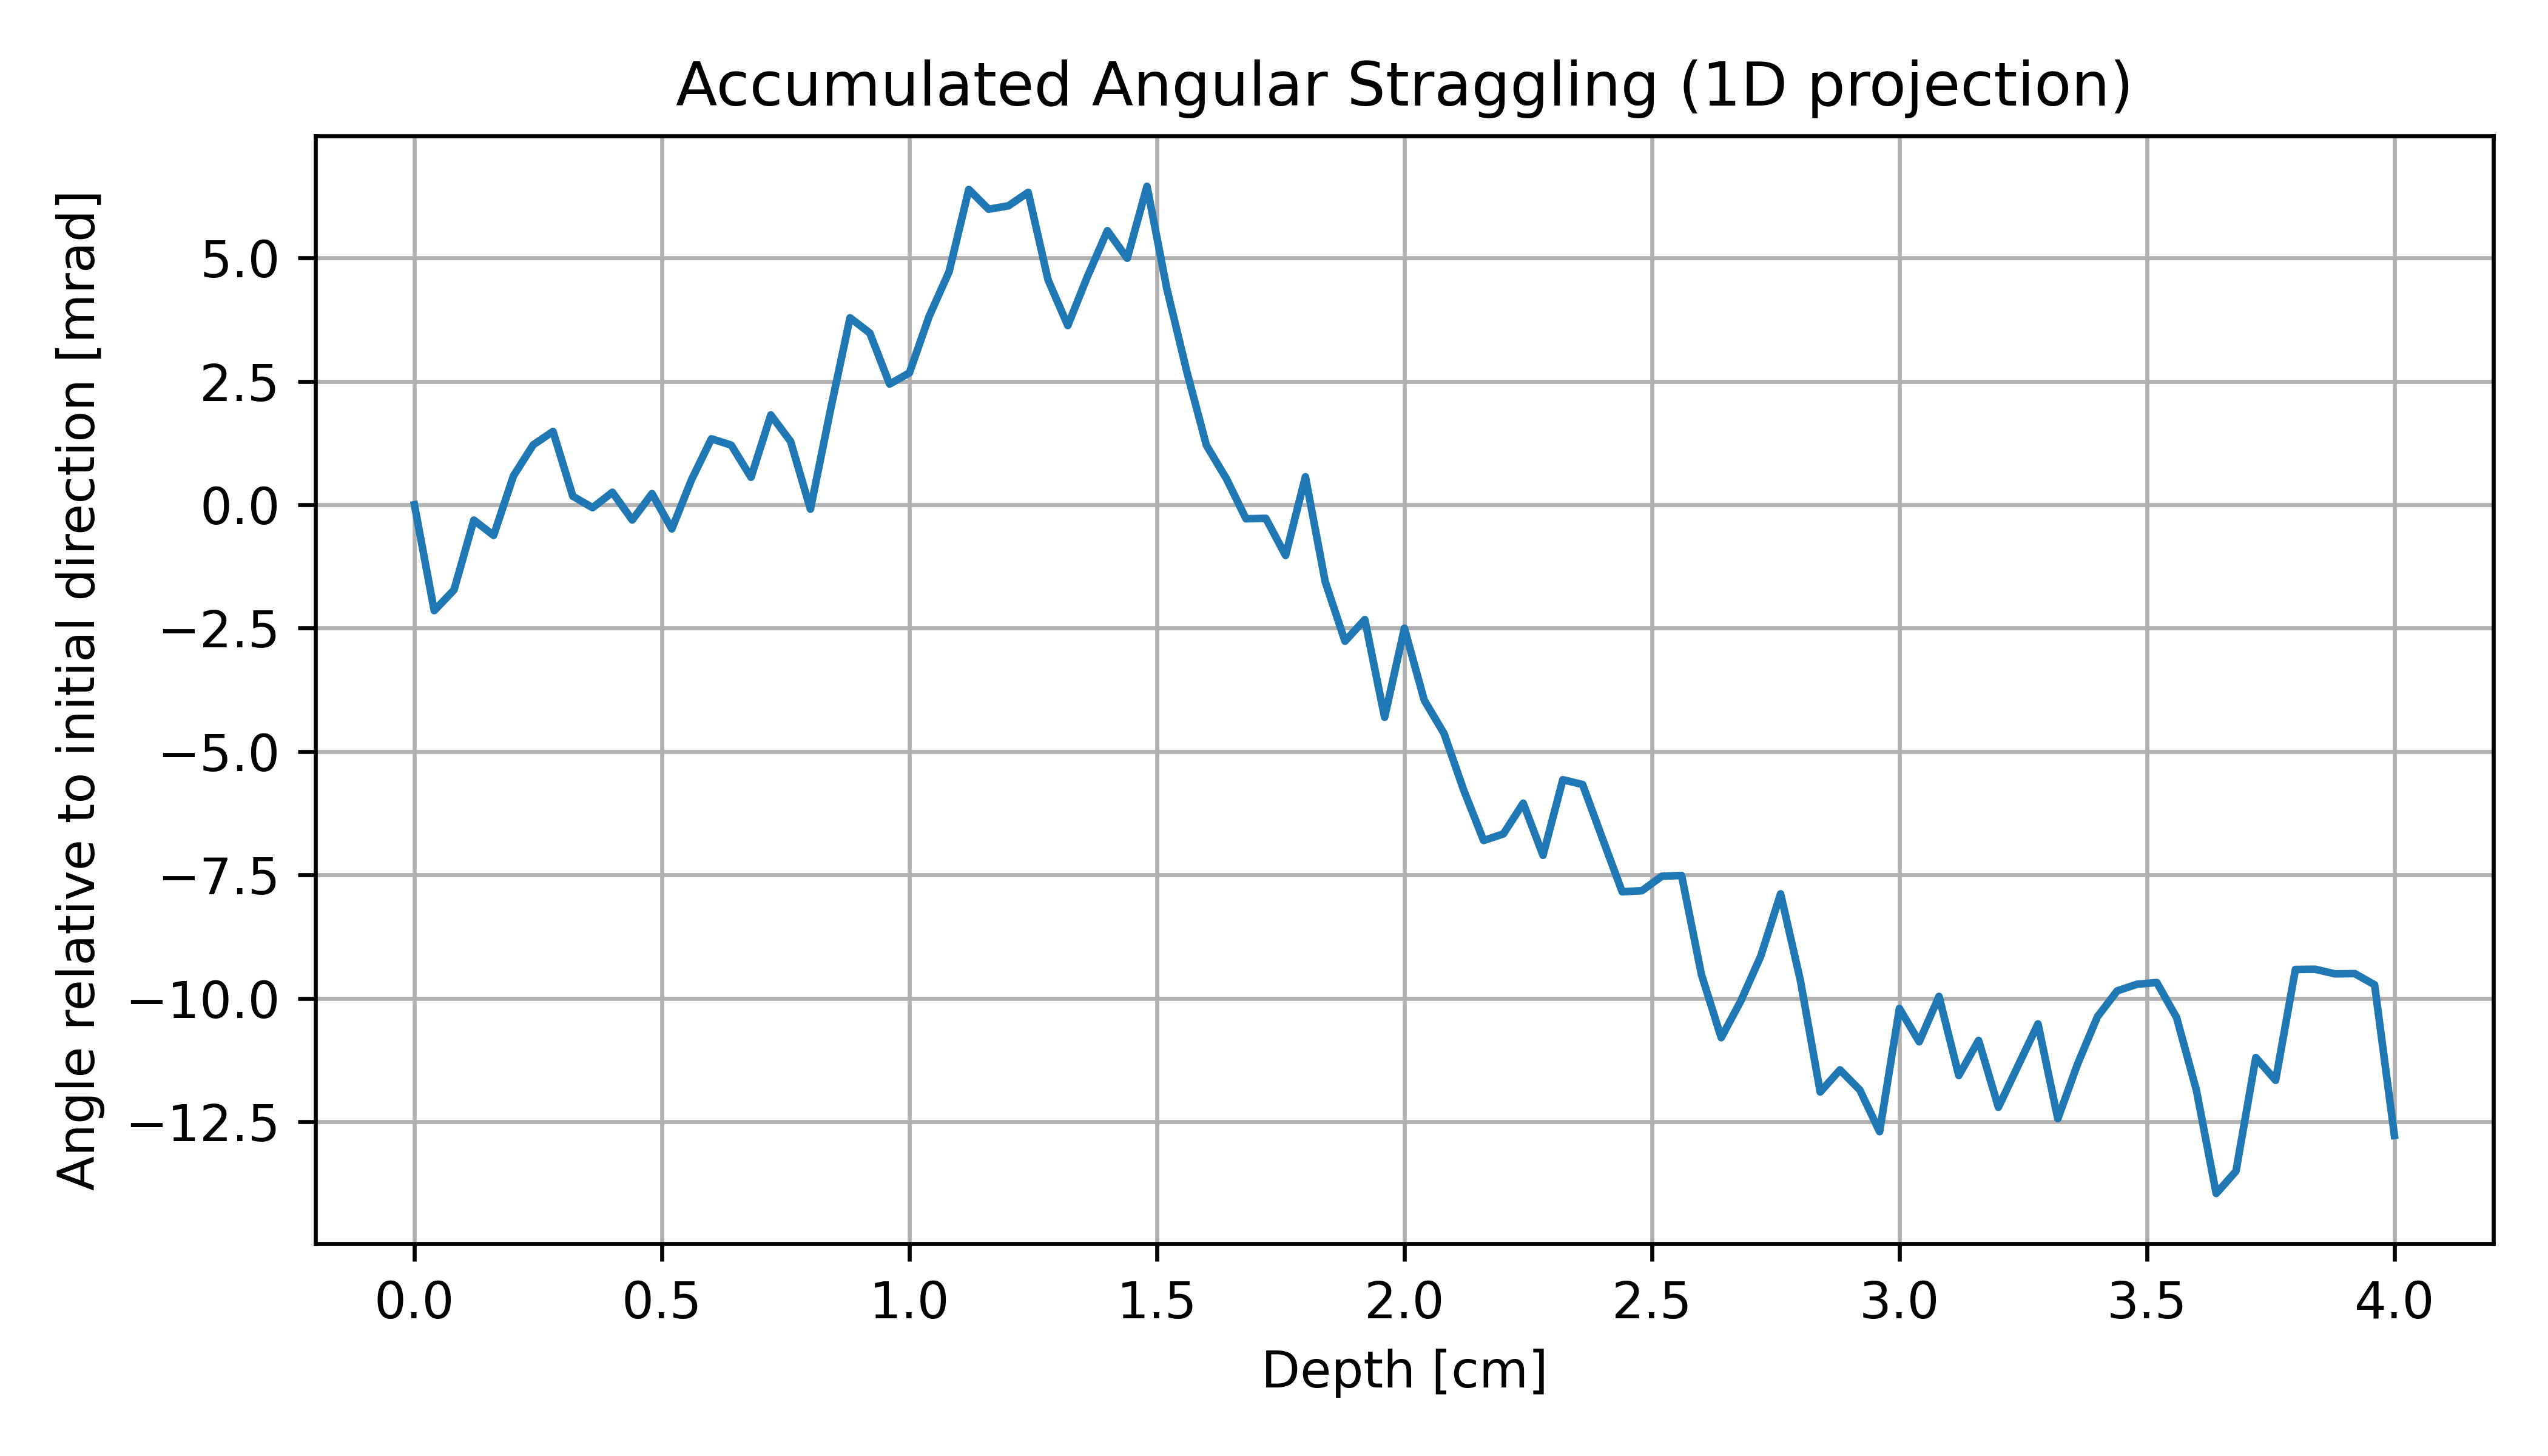 Accumulated Angular Straggling (1D projection)
Angle relative to initial direction [mrad]
5.0
2.5
0.0
−2.5
−5.0
−7.5
−10.0
−12.5
0.0 0.5 1.0 1.5 2.0 2.5 3.0 3.5 4.0
Depth [cm]